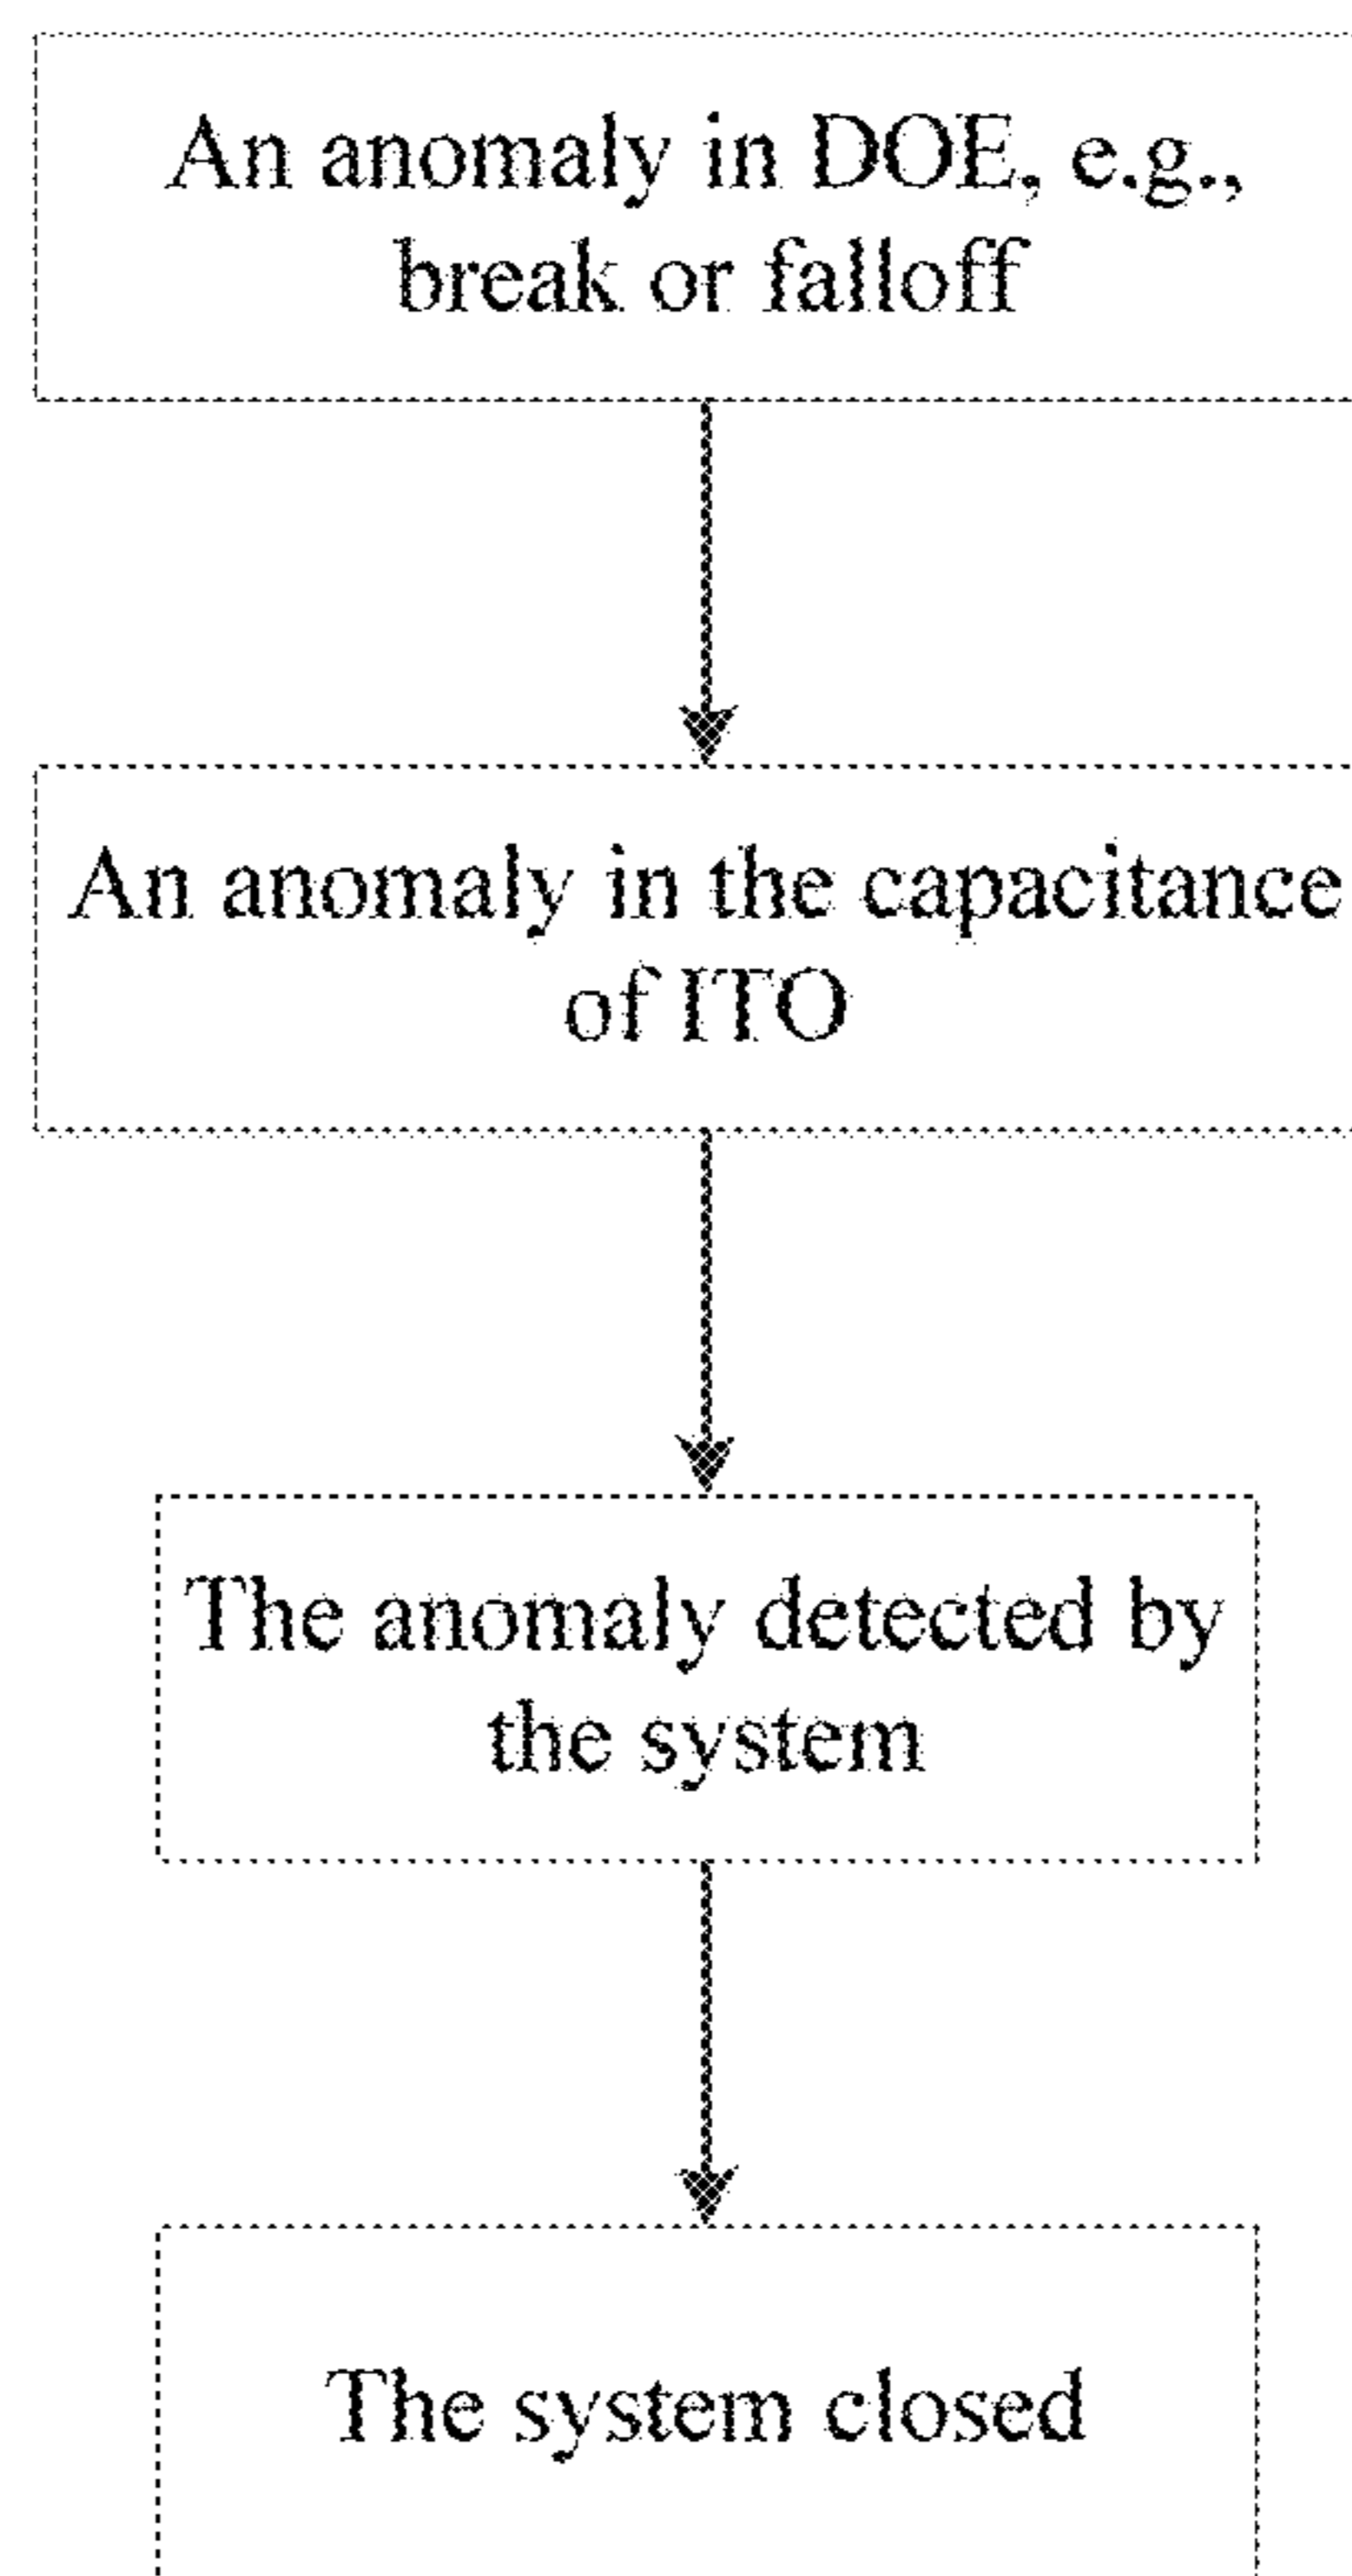 An anomaly in DOE, e.g.,
break or falloff
An anomaly in the capacitance
of ITO
The anomaly detected by
the system
The system closed